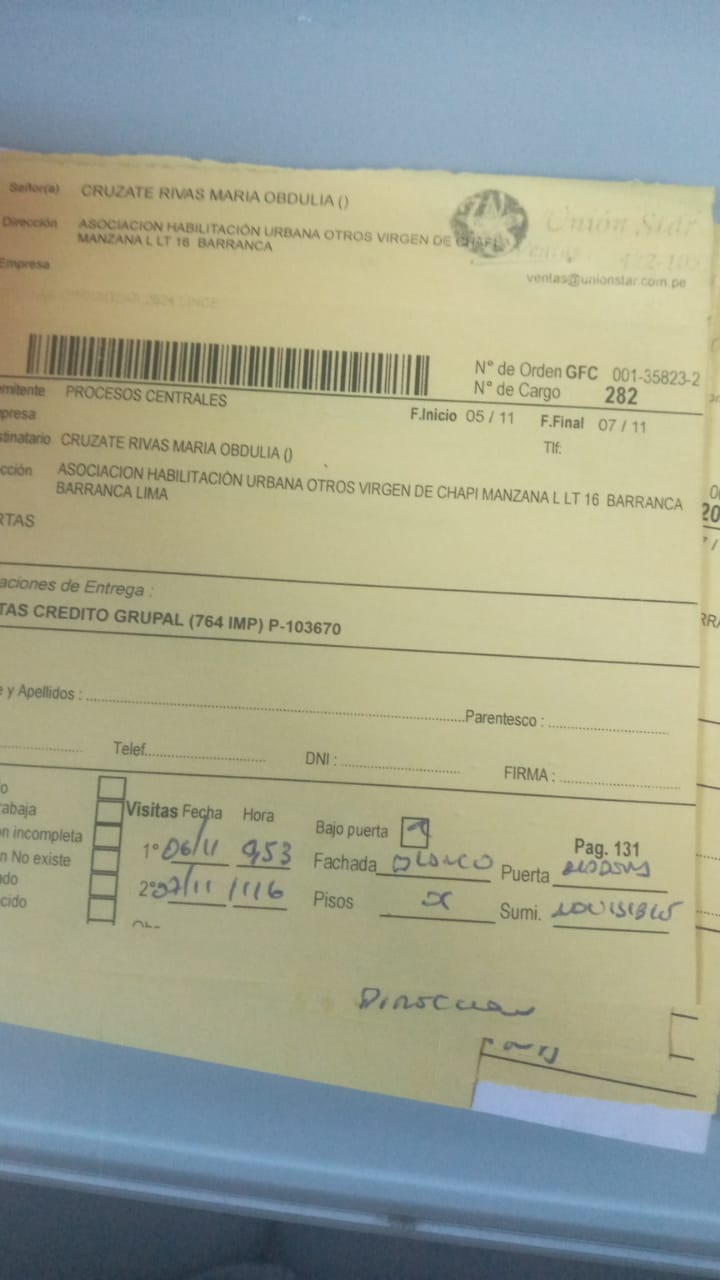 Señor(a) CRUZATE RIVAS MARIA OBDULIA ()
Dirección ASOCIACION HABILITACIÓN URBANA OTROS VIRGEN DE CHAPI
MANZANA L LT 16 BARRANCA
Empresa
Unión Star
ventas@unionstar.com.pe
N° de Orden GFC 001-35823-2
N° de Cargo 282
mitente PROCESOS CENTRALES
presa
F.Inicio 05 / 11 F.Final 07 / 11
stinatario CRUZATE RIVAS MARIA OBDULIA ()
Tlf:
cción ASOCIACION HABILITACIÓN URBANA OTROS VIRGEN DE CHAPI MANZANA L LT 16 BARRANCA
BARRANCA LIMA
RTAS
aciones de Entrega :
TAS CREDITO GRUPAL (764 IMP) P-103670
e y Apellidos : Parentesco :
Telef. DNI : FIRMA :
o
abaja
n incompleta
n No existe
ado
cido
Visitas Fecha Hora
1° 06/11 953
2° 07/11 1116
Bajo puerta
Pag. 131
Fachada Blanco Puerta
Pisos Sumi.
Direccion